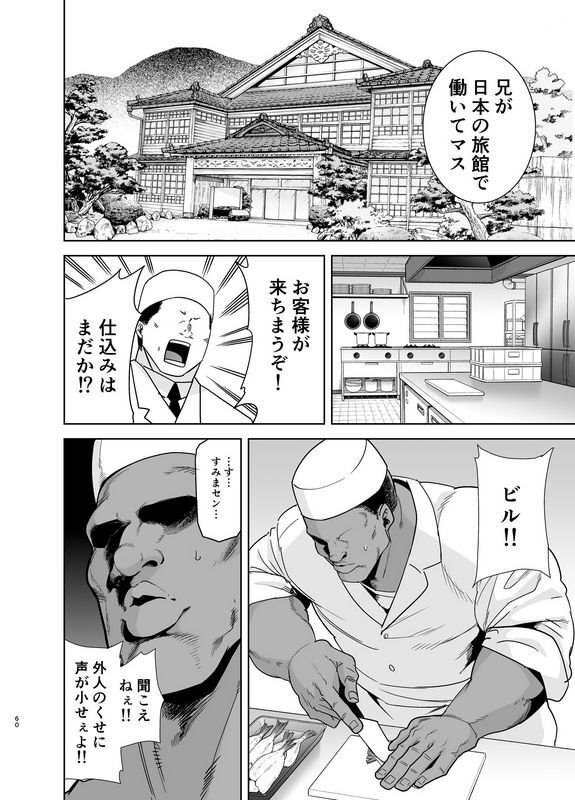 兄が
日本の旅館で
働いてマス
お客様が
来ちまうぞ！
仕込みは
まだか!?
ビル!!
…す…
すみまセン…
聞こえ
ねぇ!!
外人のくせに
声が小せぇよ!!
60